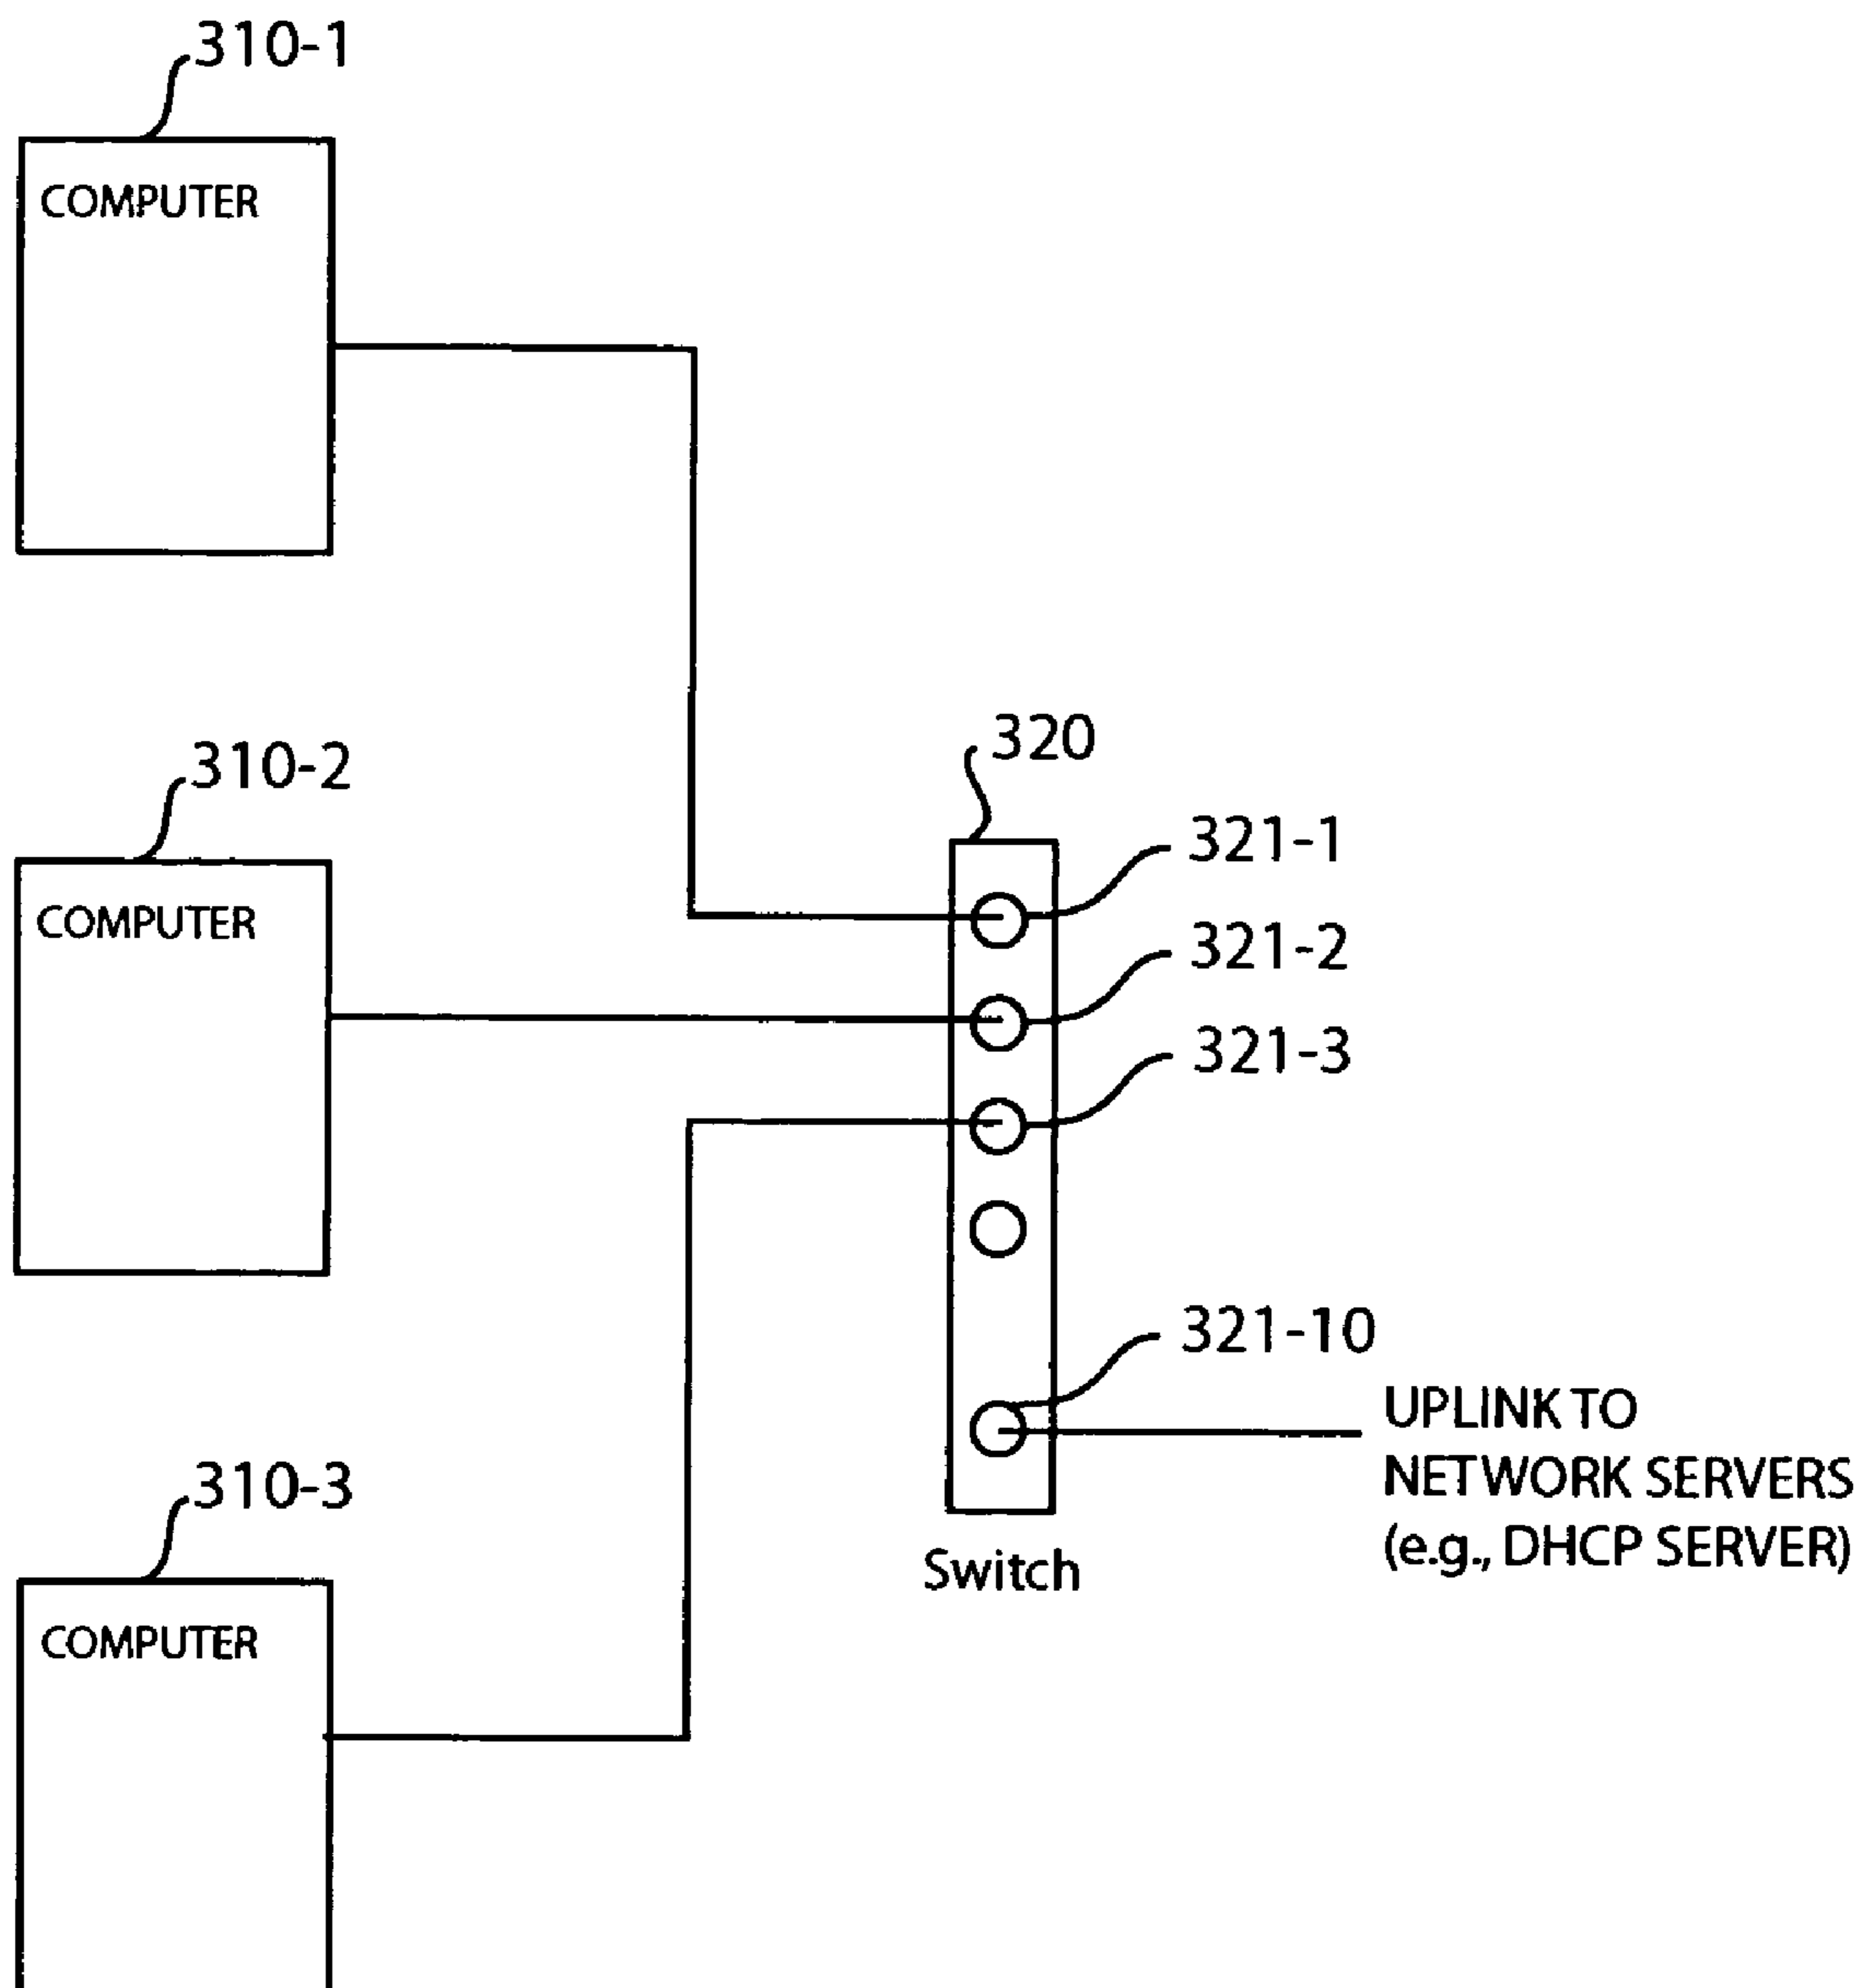 310-1
COMPUTER
310-2
COMPUTER
320
321-1
321-2
321-3
321-10
UPLINK TO
NETWORK SERVERS
(e.g., DHCP SERVER)
Switch
310-3
COMPUTER